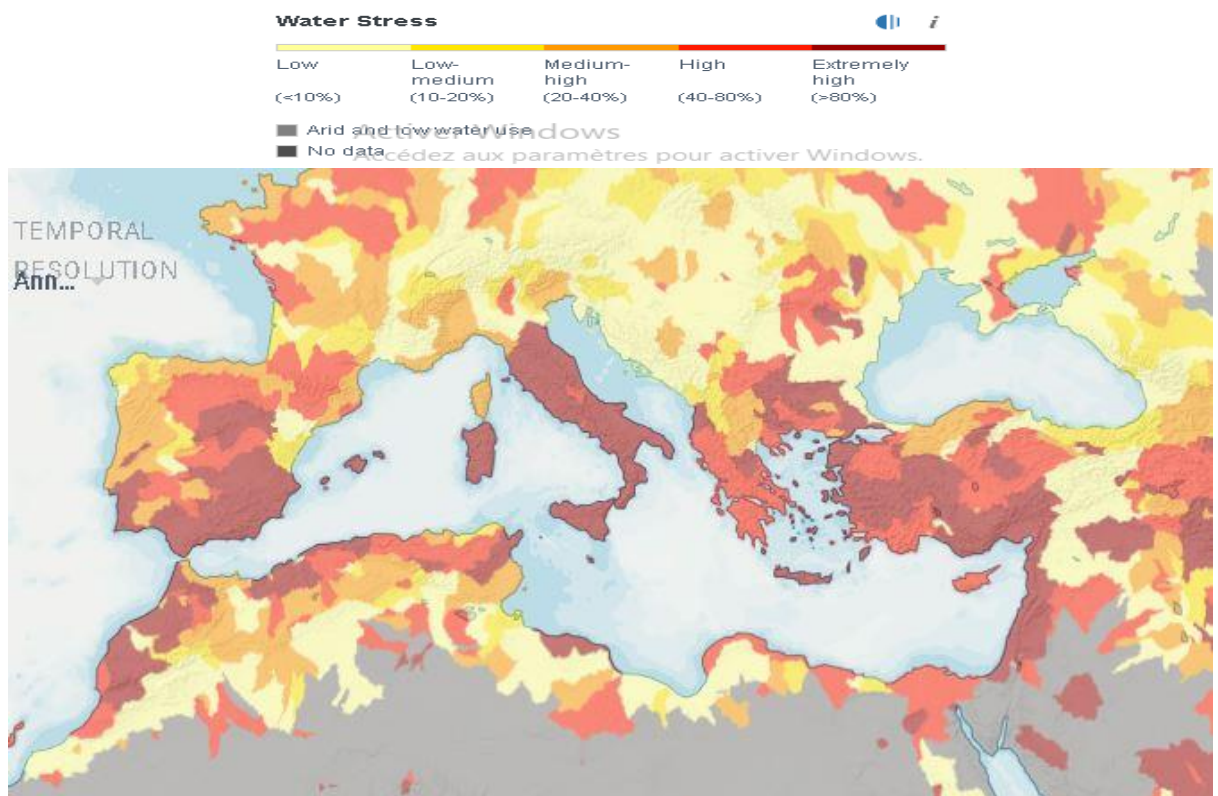 Water Stress
i
Low
Low-
medium
Medium-
high
High
Extremely
high
(<10%)
(10-20%)
(20-40%)
(40-80%)
(>80%)
Arid and low water use
Activer Windows
No data
Accédez aux paramètres pour activer Windows.
TEMPORAL
RESOLUTION
Ann...